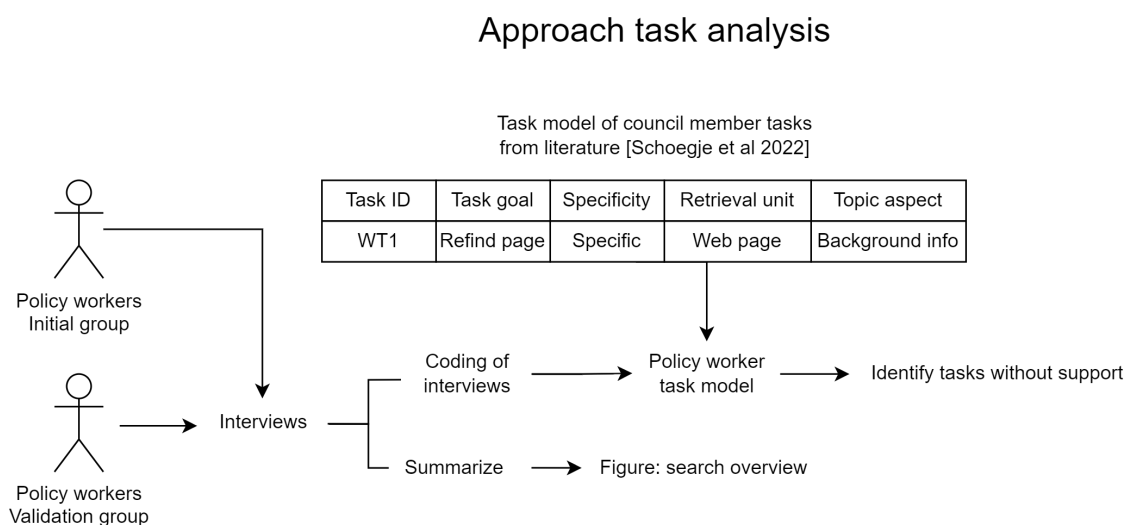 Approach task analysis
Task model of council member tasks
from literature [Schoegje et al 2022]
Task ID Task goal Specificity Retrieval unit Topic aspect
WT1 Refind page Specific Web page Background info
Policy workers
Initial group
Coding of
interviews
Policy worker
task model
Identify tasks without support
Interviews
Summarize
Figure: search overview
Policy workers
Validation group